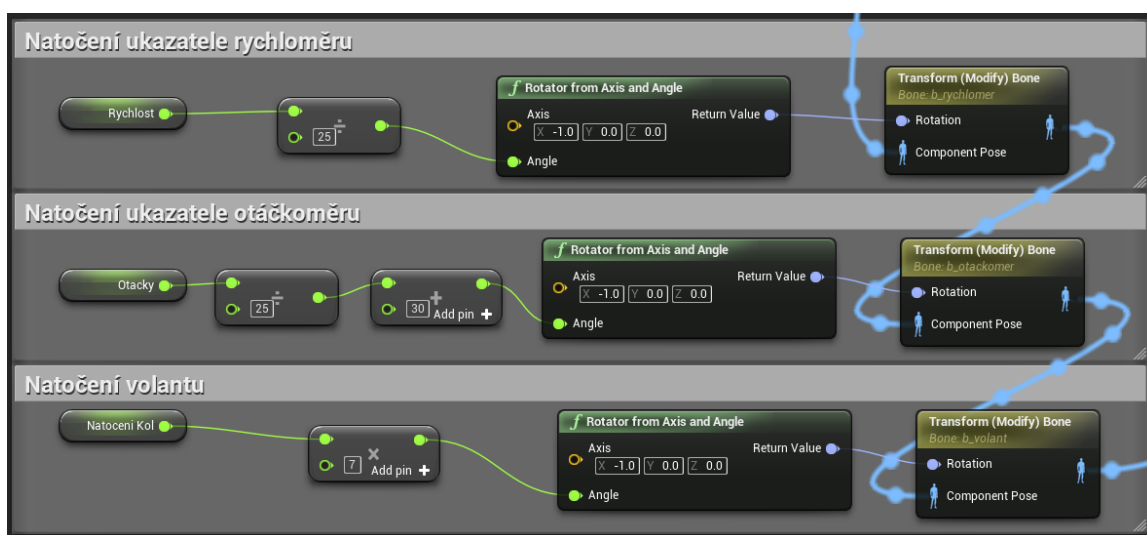 Natočení ukazatele rychloměru
Rychlost
÷
25
f Rotator from Axis and Angle
Axis
X -1.0 Y 0.0 Z 0.0
Return Value
Angle
Transform (Modify) Bone
Bone: b_rychlomer
Rotation
Component Pose
Natočení ukazatele otáčkoměru
Otacky
÷
25
+
30
Add pin +
f Rotator from Axis and Angle
Axis
X -1.0 Y 0.0 Z 0.0
Return Value
Angle
Transform (Modify) Bone
Bone: b_otackomer
Rotation
Component Pose
Natočení volantu
Natoceni Kol
×
7
Add pin +
f Rotator from Axis and Angle
Axis
X -1.0 Y 0.0 Z 0.0
Return Value
Angle
Transform (Modify) Bone
Bone: b_volant
Rotation
Component Pose